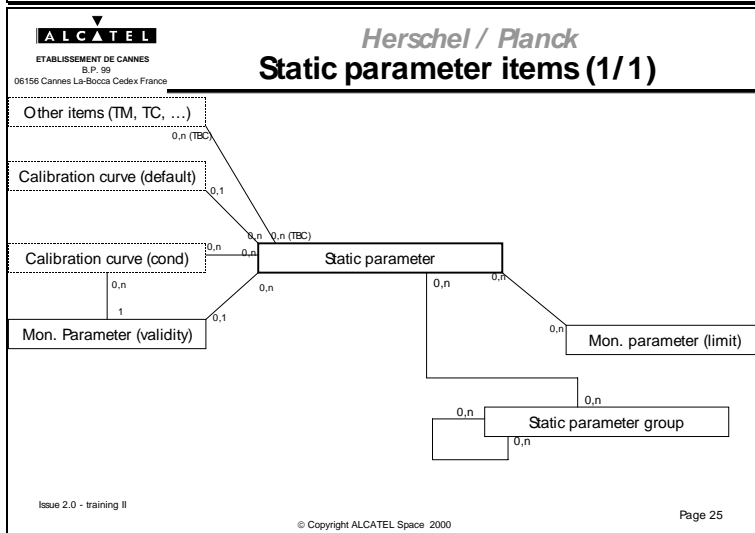 ALCATEL
ETABLISSEMENT DE CANNES
B.P. 99
06156 Cannes La-Bocca Cedex France
Herschel / Planck
Static parameter items (1/1)
Other items (TM, TC, …)
0,n (TBC)
Calibration curve (default)
0,1
0,n
0,n (TBC)
Calibration curve (cond)
0,n
0,n
Static parameter
0,n
0,n
0,n
0,n
1
0,1
Mon. Parameter (validity)
0,n
Mon. parameter (limit)
0,n
0,n
Static parameter group
0,n
Issue 2.0 - training II
© Copyright ALCATEL Space 2000
Page 25